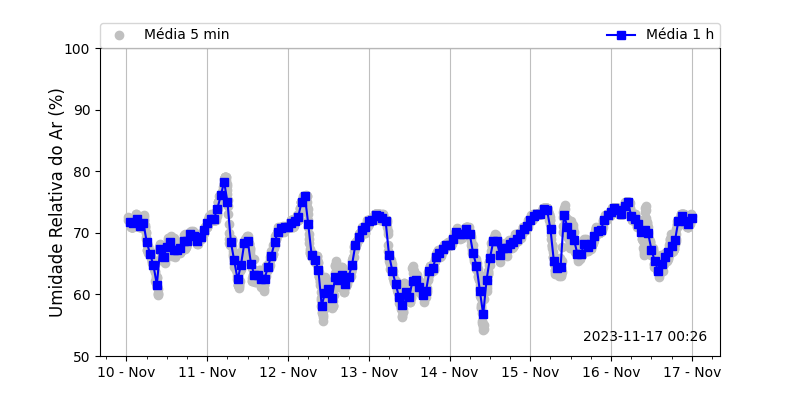 Média 5 min
Média 1 h
Umidade Relativa do Ar (%)
100
90
80
70
60
50
2023-11-17 00:26
10 - Nov
11 - Nov
12 - Nov
13 - Nov
14 - Nov
15 - Nov
16 - Nov
17 - Nov